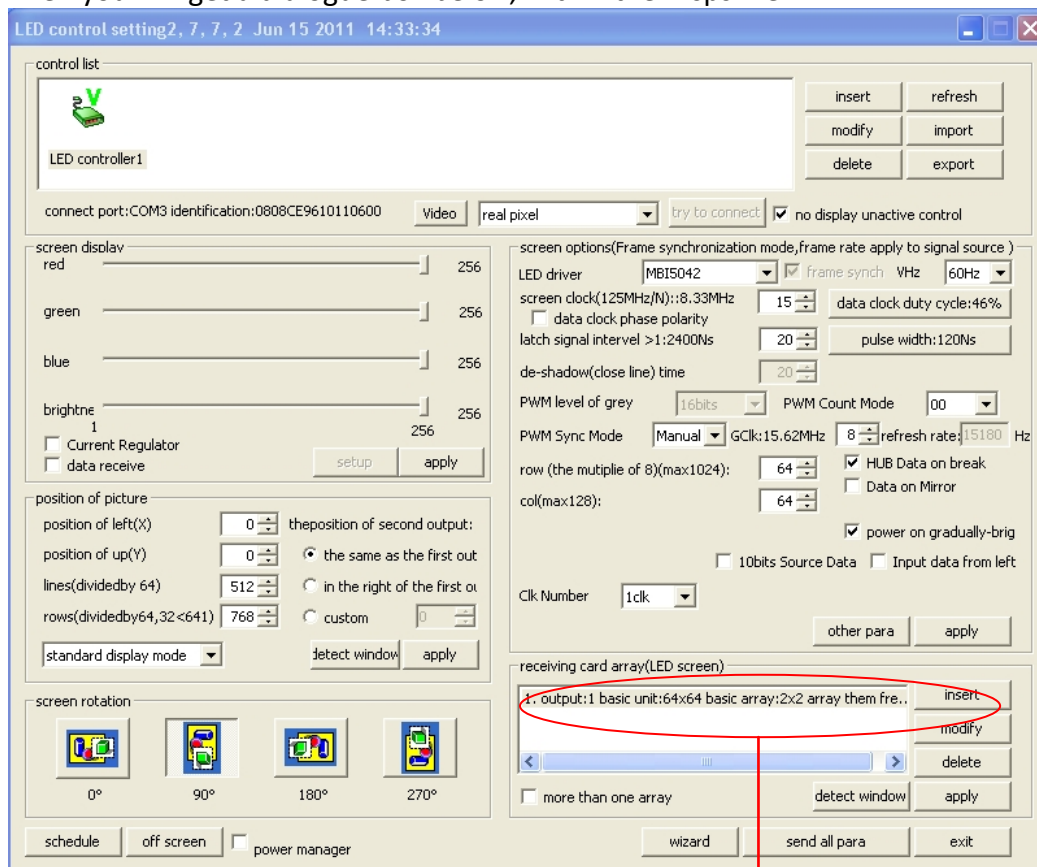 LED control setting2, 7, 7, 2 Jun 15 2011 14:33:34
control list
LED controller1
insert refresh
modify import
delete export
connect port:COM3 identification:0808CE9610110600 Video real pixel try to connect no display unactive control
screen display
red 256
green 256
blue 256
brightne 256
1 256
Current Regulator
data receive setup apply
position of picture
position of left(X) 0 theposition of second output:
position of up(Y) 0 the same as the first out
lines(dividedby 64) 512 in the right of the first ou
rows(dividedby64,32<641) 768 custom 0
standard display mode detect window apply
screen rotation
0° 90° 180° 270°
screen options(Frame synchronization mode,frame rate apply to signal source )
LED driver MBI5042 frame synch VHz 60Hz
screen clock(125MHz/N)::8.33MHz 15 data clock duty cycle:46%
data clock phase polarity
latch signal intervel >1:2400Ns 20 pulse width:120Ns
de-shadow(close line) time 20
PWM level of grey 16bits PWM Count Mode 00
PWM Sync Mode Manual GClk:15.62MHz 8 refresh rate: 15180 Hz
row (the mutiplie of 8)(max1024): 64 HUB Data on break
Data on Mirror
col(max128): 64
power on gradually-brig
10bits Source Data Input data from left
Clk Number 1clk
other para apply
receiving card array(LED screen)
1. output:1 basic unit:64x64 basic array:2x2 array them fre..
insert
modify
delete
more than one array detect window apply
schedule off screen power manager wizard send all para exit